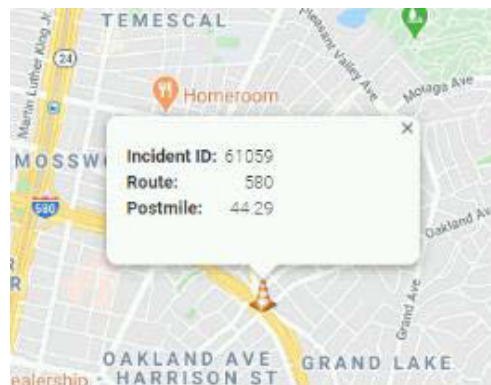 TEMESCAL
Pleasant Valley Ave
Martin Luther King Jr
24
Homeroom
Moraga Ave
Incident ID: 61059
Route: 580
Postmile: 44.29
MOSSW
580
Oakland Av
Grand Ave
R
OAKLAND AVE
HARRISON ST
GRAND LAKE
ealership